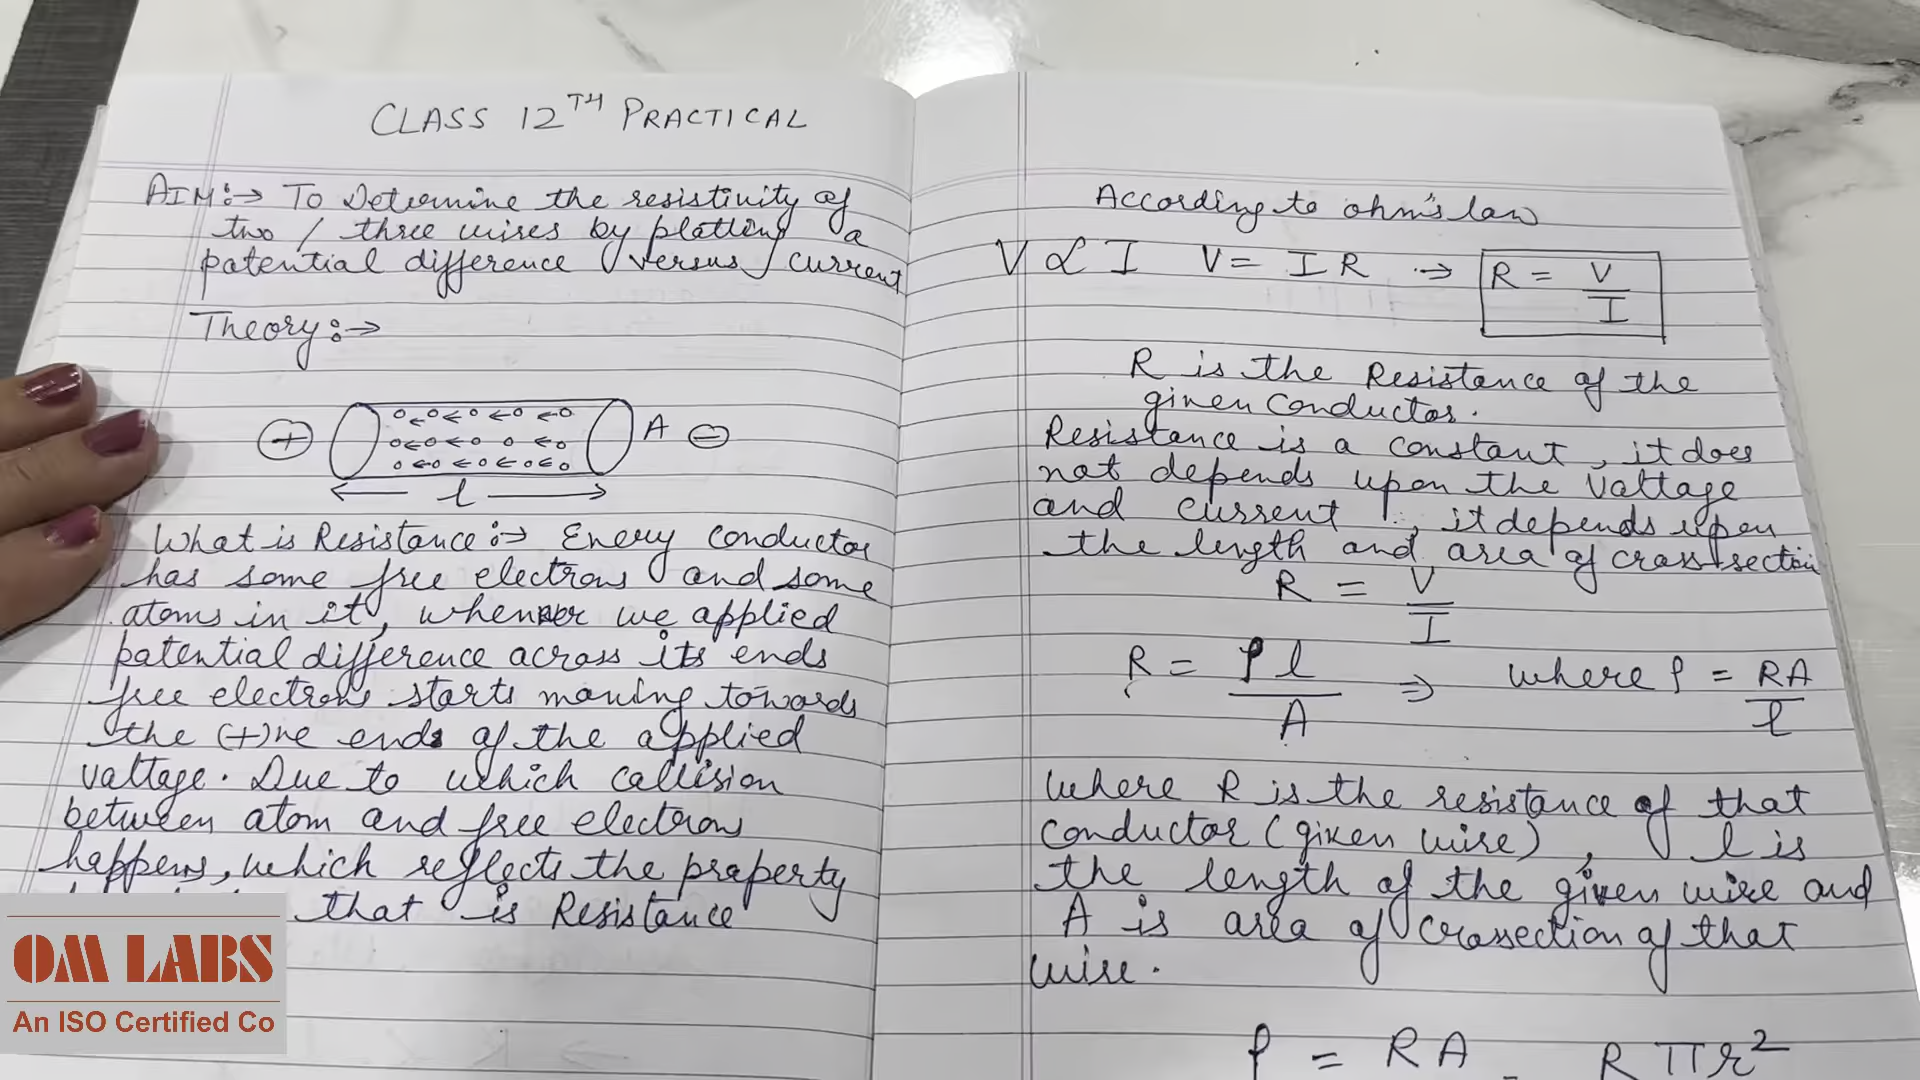 CLASS 12TH PRACTICAL
AIM:→ To Determine the resistivity of
two / three wires by plotting a
potential difference versus current
Theory:→
+ A −
l
What is Resistance:→ Every conductor
has some free electrons and some
atoms in it, whenever we applied
potential difference across its ends
free electrons starts moving towards
the (+)ve ends of the applied
voltage. Due to which collision
between atom and free electrons
happens, which reflects the property
that is Resistance
According to ohm's law
V ∝ I V = IR → R = V/I
R is the Resistance of the
given conductor.
Resistance is a constant, it does
not depends upon the voltage
and current, it depends upon
the length and area of cross-section
R = V/I
R = ρl/A ⇒ where ρ = RA/l
where R is the resistance of that
conductor (given wire), l is
the length of the given wire and
A is area of crossection of that
wire.
ρ = RA = Rπr²
OM LABS
An ISO Certified Co